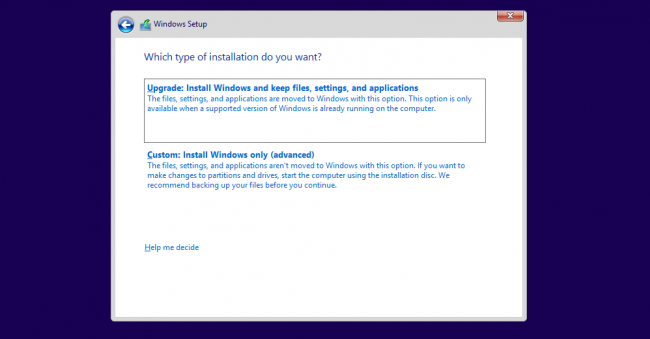 Windows Setup
Which type of installation do you want?
Upgrade: Install Windows and keep files, settings, and applications
The files, settings, and applications are moved to Windows with this option. This option is only
available when a supported version of Windows is already running on the computer.
Custom: Install Windows only (advanced)
The files, settings, and applications aren't moved to Windows with this option. If you want to
make changes to partitions and drives, start the computer using the installation disc. We
recommend backing up your files before you continue.
Help me decide